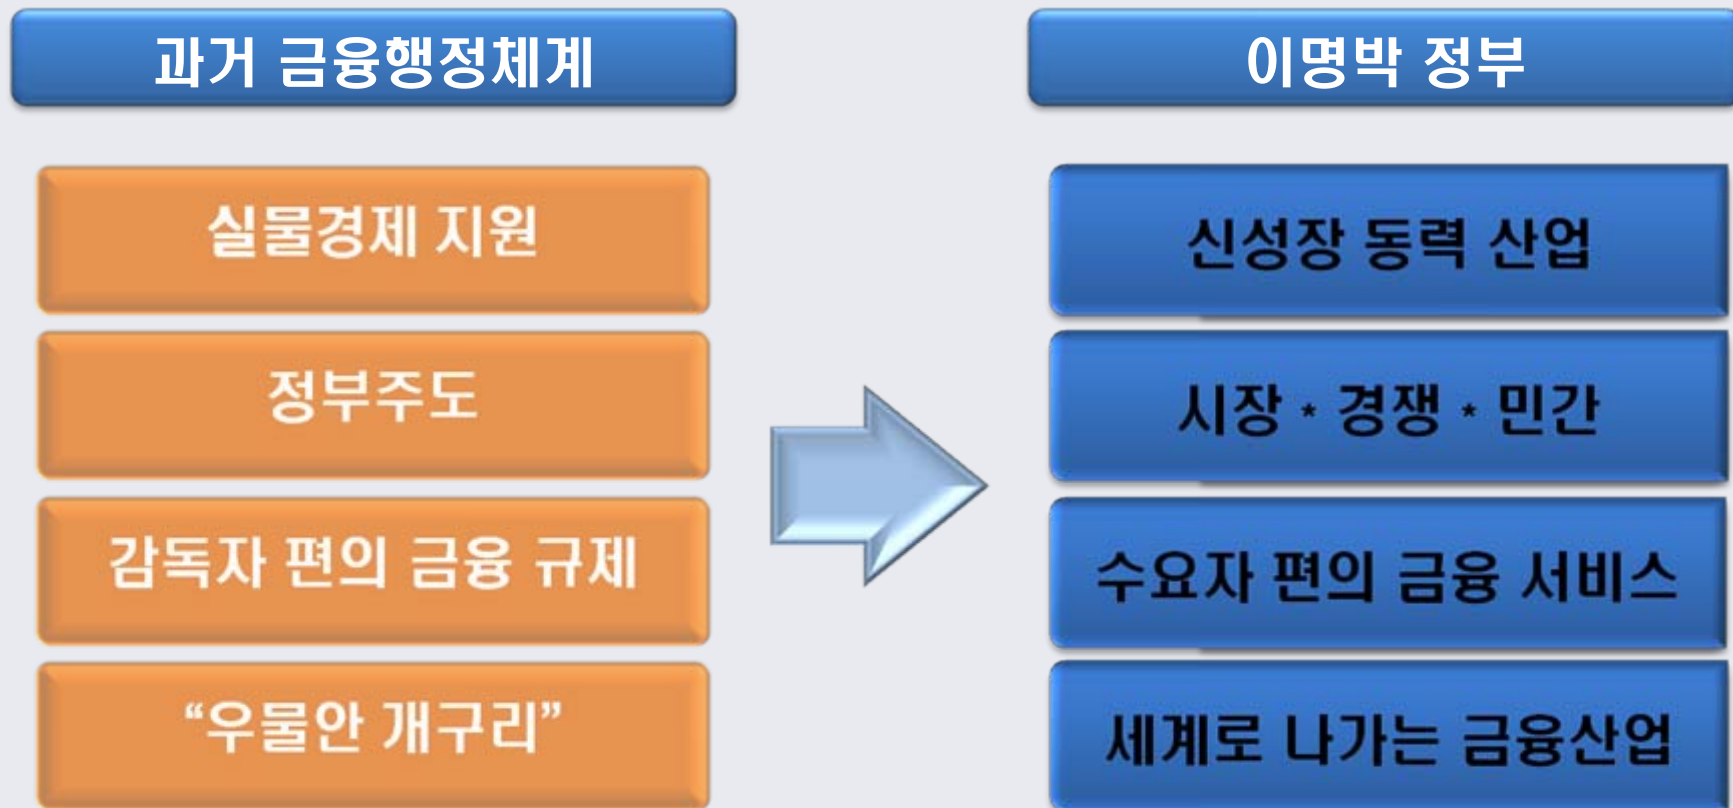 과거 금융행정체계
실물경제 지원
정부주도
감독자 편의 금융 규제
“우물안 개구리”
이명박 정부
신성장 동력 산업
시장 * 경쟁 * 민간
수요자 편의 금융 서비스
세계로 나가는 금융산업